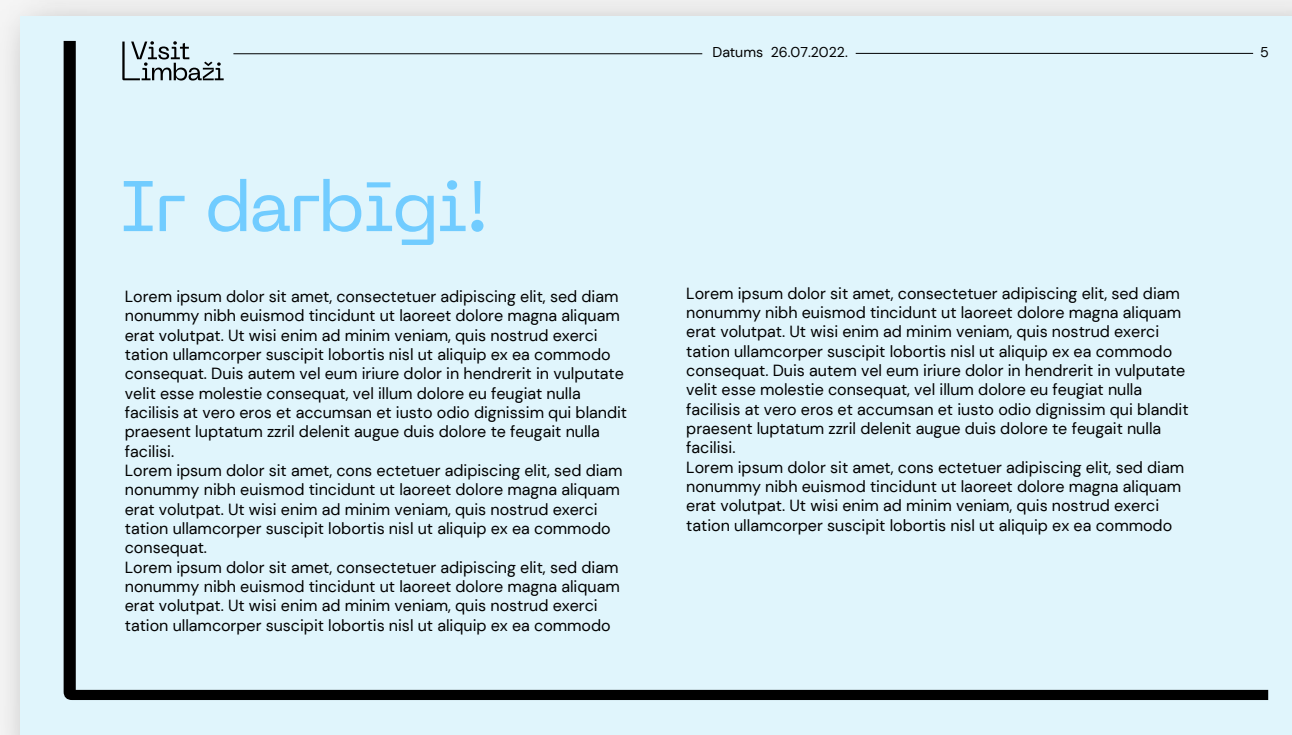 Visit
Limbaži
Datums 26.07.2022.
5
Ir darbīgi!
Lorem ipsum dolor sit amet, consectetuer adipiscing elit, sed diam
nonummy nibh euismod tincidunt ut laoreet dolore magna aliquam
erat volutpat. Ut wisi enim ad minim veniam, quis nostrud exerci
tation ullamcorper suscipit lobortis nisl ut aliquip ex ea commodo
consequat. Duis autem vel eum iriure dolor in hendrerit in vulputate
velit esse molestie consequat, vel illum dolore eu feugiat nulla
facilisis at vero eros et accumsan et iusto odio dignissim qui blandit
praesent luptatum zzril delenit augue duis dolore te feugait nulla
facilisi.
Lorem ipsum dolor sit amet, cons ectetuer adipiscing elit, sed diam
nonummy nibh euismod tincidunt ut laoreet dolore magna aliquam
erat volutpat. Ut wisi enim ad minim veniam, quis nostrud exerci
tation ullamcorper suscipit lobortis nisl ut aliquip ex ea commodo
consequat.
Lorem ipsum dolor sit amet, consectetuer adipiscing elit, sed diam
nonummy nibh euismod tincidunt ut laoreet dolore magna aliquam
erat volutpat. Ut wisi enim ad minim veniam, quis nostrud exerci
tation ullamcorper suscipit lobortis nisl ut aliquip ex ea commodo
Lorem ipsum dolor sit amet, consectetuer adipiscing elit, sed diam
nonummy nibh euismod tincidunt ut laoreet dolore magna aliquam
erat volutpat. Ut wisi enim ad minim veniam, quis nostrud exerci
tation ullamcorper suscipit lobortis nisl ut aliquip ex ea commodo
consequat. Duis autem vel eum iriure dolor in hendrerit in vulputate
velit esse molestie consequat, vel illum dolore eu feugiat nulla
facilisis at vero eros et accumsan et iusto odio dignissim qui blandit
praesent luptatum zzril delenit augue duis dolore te feugait nulla
facilisi.
Lorem ipsum dolor sit amet, cons ectetuer adipiscing elit, sed diam
nonummy nibh euismod tincidunt ut laoreet dolore magna aliquam
erat volutpat. Ut wisi enim ad minim veniam, quis nostrud exerci
tation ullamcorper suscipit lobortis nisl ut aliquip ex ea commodo